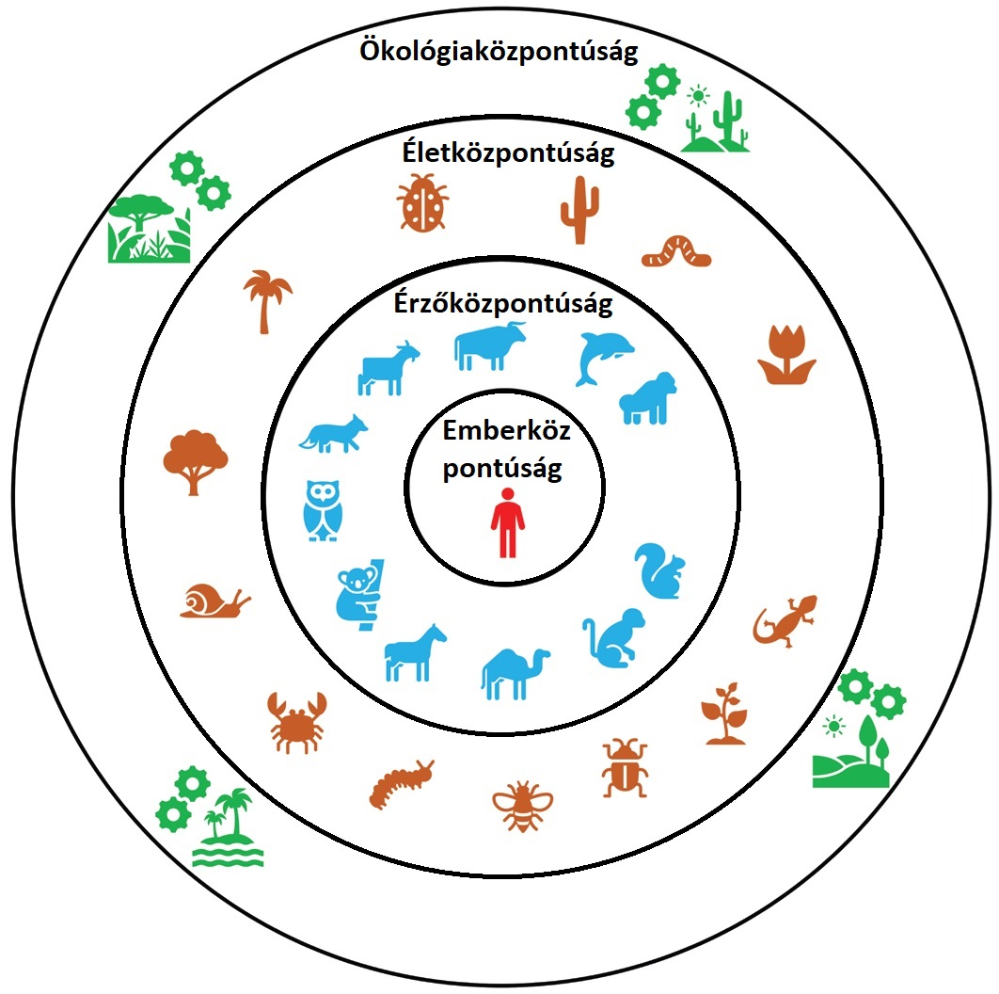 Ökológiaközpontúság
Életközpontúság
Érzőközpontúság
Emberköz
pontúság